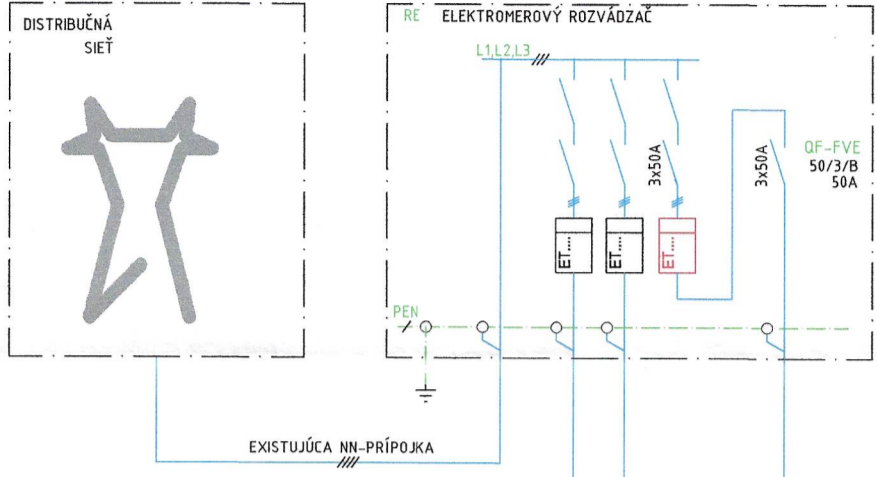 DISTRIBUČNÁ
SIEŤ
RE ELEKTROMEROVÝ ROZVÁDZAČ
L1,L2,L3
3x50A
3x50A
QF-FVE
50/3/B
50A
ET....
ET....
ET....
PEN
EXISTUJÚCA NN-PRÍPOJKA